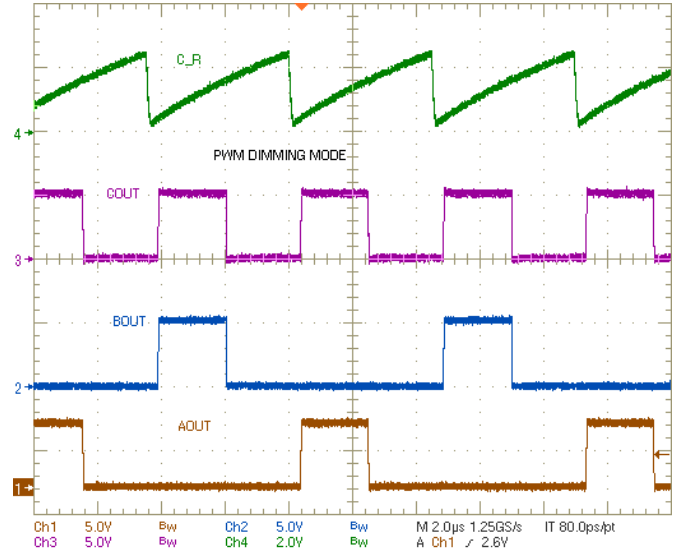 C_R
4
PWM DIMMING MODE
COUT
3
BOUT
2
AOUT
1
Ch1 5.0V Bw Ch2 5.0V Bw M 2.0µs 1.25GS/s IT 80.0ps/pt
Ch3 5.0V Bw Ch4 2.0V Bw A Ch1 ∕ 2.6V